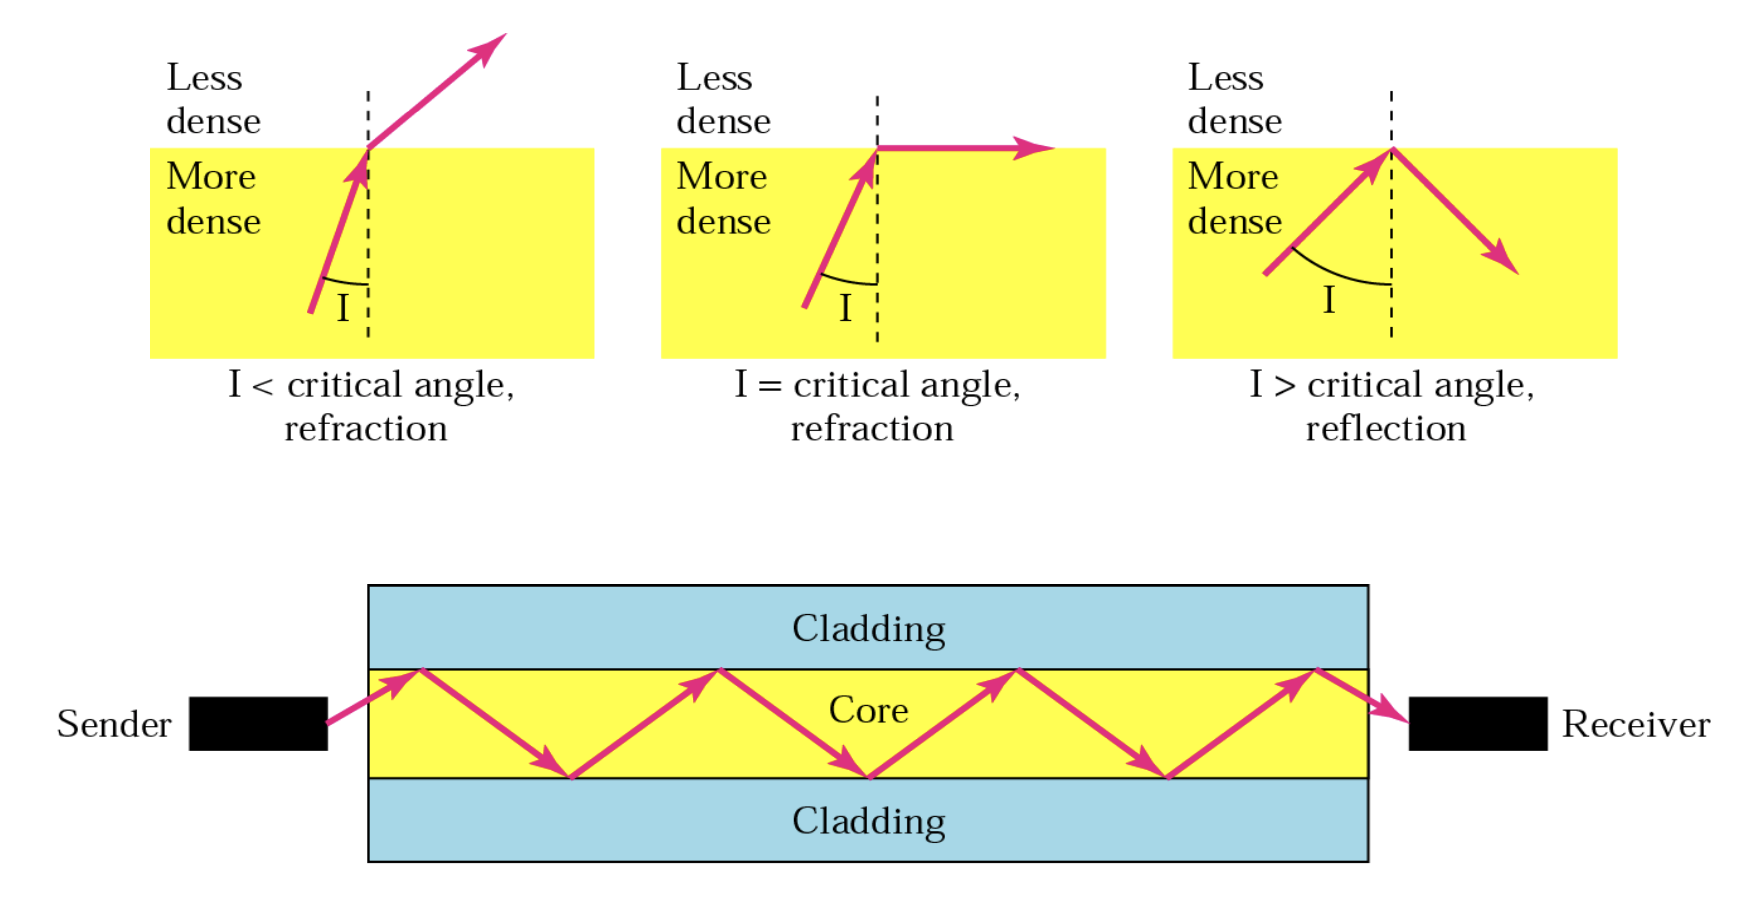 Less
dense
More
dense
I
I < critical angle,
refraction
Less
dense
More
dense
I
I = critical angle,
refraction
Less
dense
More
dense
I
I > critical angle,
reflection
Cladding
Sender
Core
Receiver
Cladding